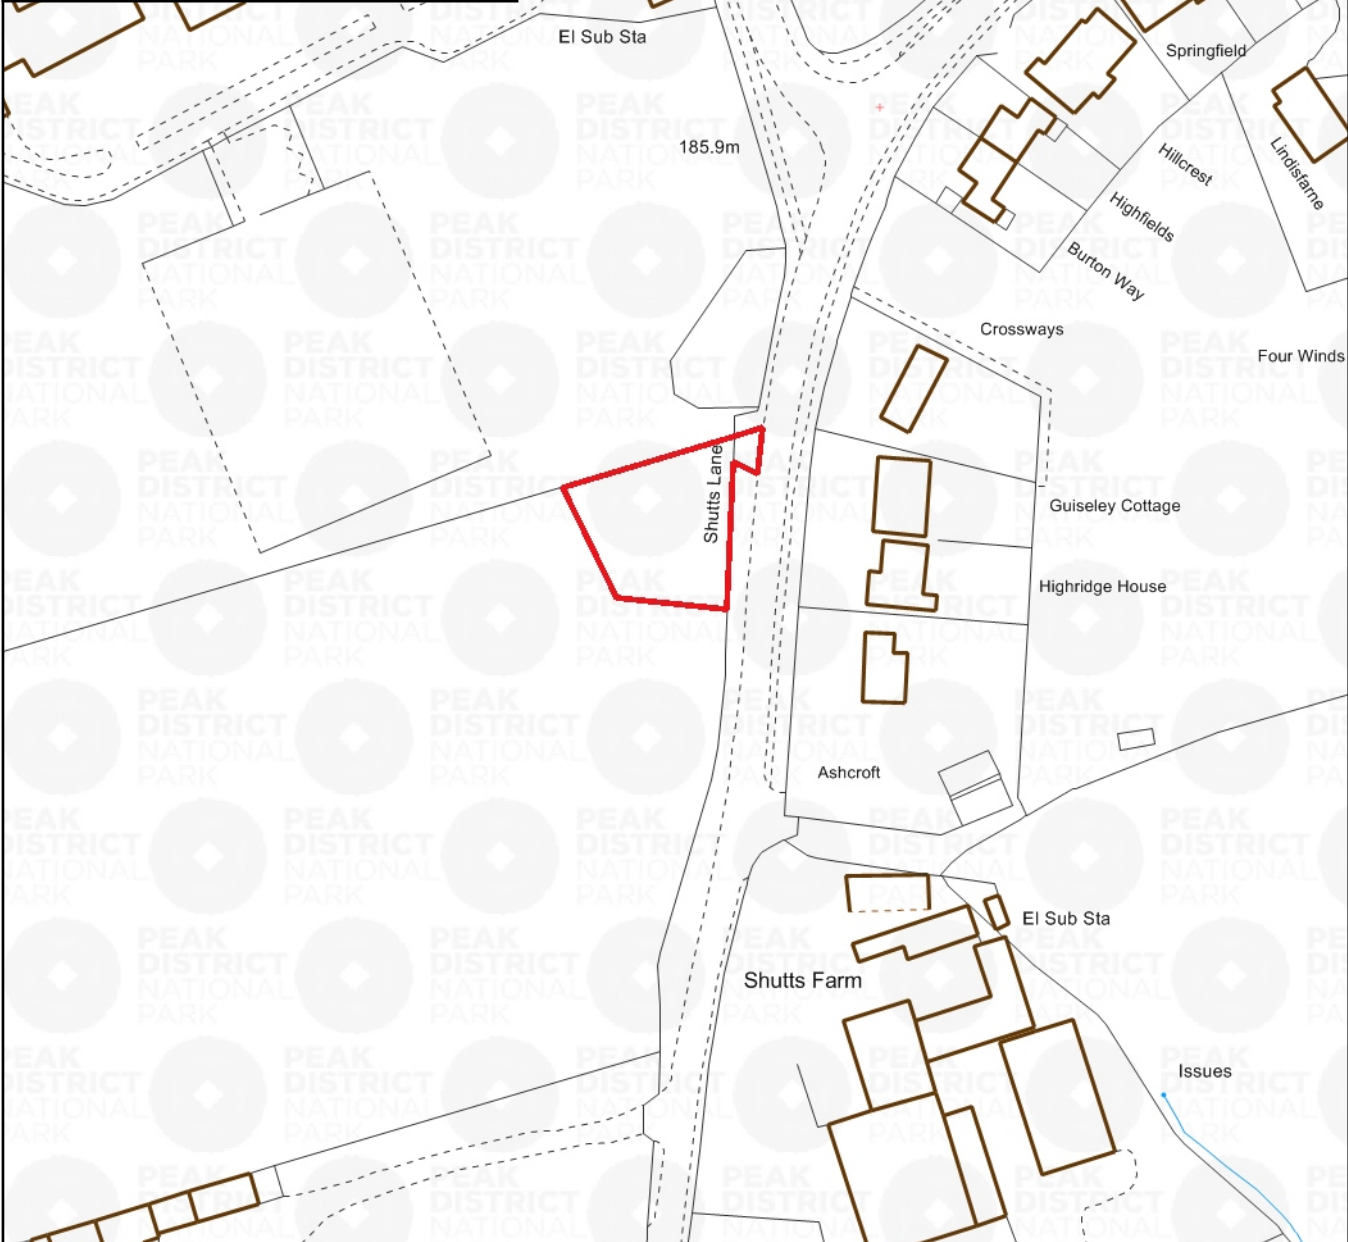 El Sub Sta
Springfield
185.9m
Hillcrest
Lindisfarne
Highfields
Burton Way
Crossways
Four Winds
Shutts Lane
Guiseley Cottage
Highridge House
Ashcroft
El Sub Sta
Shutts Farm
Issues
PEAK
DISTRICT
NATIONAL
PARK